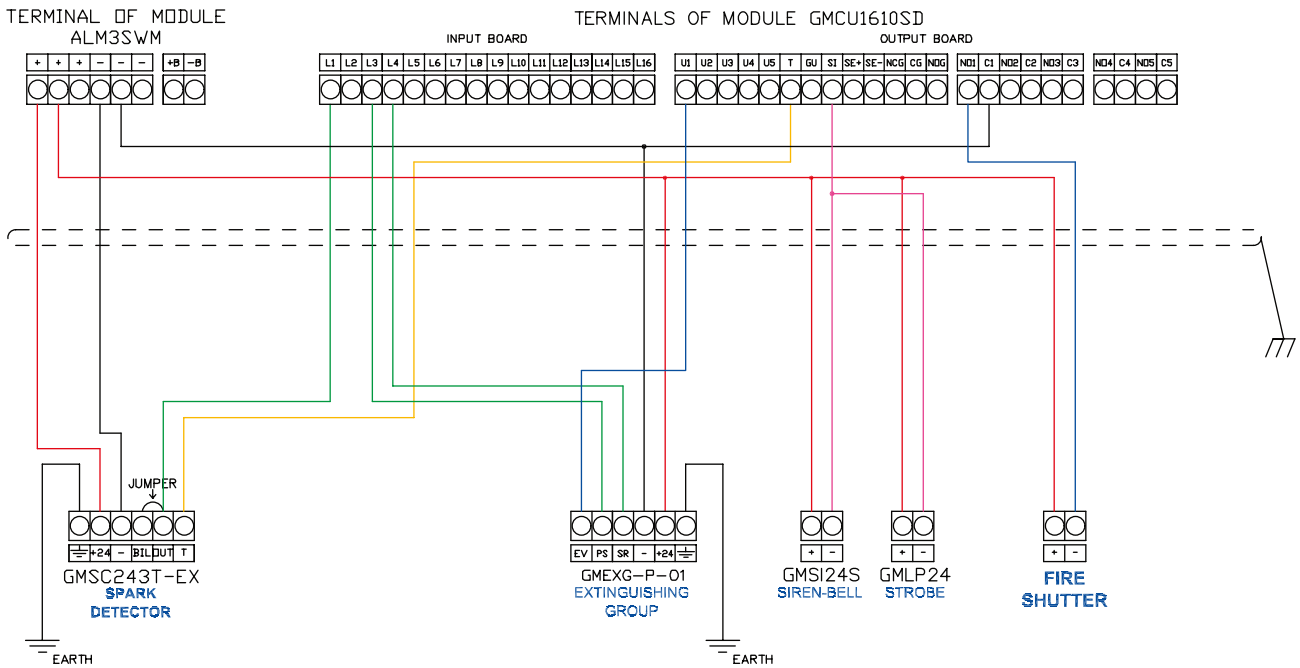 TERMINAL OF MODULE
ALM3SWM
TERMINALS OF MODULE GMCU1610SD
INPUT BOARD
OUTPUT BOARD
+ + + - - - +B -B
L1 L2 L3 L4 L5 L6 L7 L8 L9 L10 L11 L12 L13 L14 L15 L16
U1 U2 U3 U4 U5 T GU SI SE+ SE- NCG CG NOG
NO1 C1 NO2 C2 NO3 C3
NO4 C4 NO5 C5
JUMPER
+24 - BIL OUT T
GMSC243T-EX
SPARK
DETECTOR
EARTH
EV PS SR - +24
GMEXG-P-01
EXTINGUISHING
GROUP
EARTH
+ -
GMSI24S
SIREN-BELL
+ -
GMLP24
STROBE
+ -
FIRE
SHUTTER